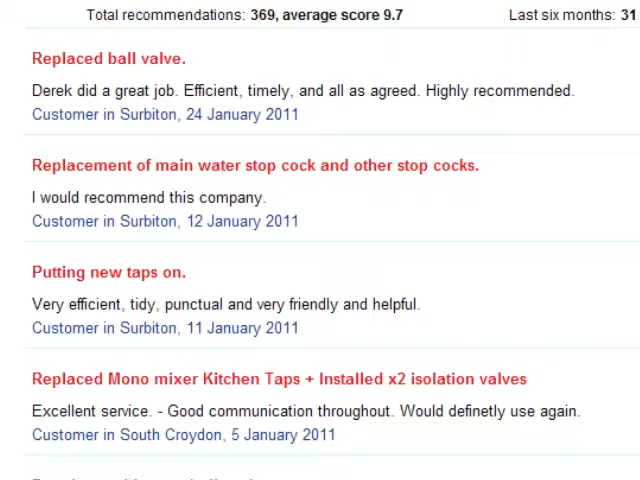 Total recommendations: 369, average score 9.7 Last six months: 31
Replaced ball valve.
Derek did a great job. Efficient, timely, and all as agreed. Highly recommended.
Customer in Surbiton, 24 January 2011
Replacement of main water stop cock and other stop cocks.
I would recommend this company.
Customer in Surbiton, 12 January 2011
Putting new taps on.
Very efficient, tidy, punctual and very friendly and helpful.
Customer in Surbiton, 11 January 2011
Replaced Mono mixer Kitchen Taps + Installed x2 isolation valves
Excellent service. - Good communication throughout. Would definetly use again.
Customer in South Croydon, 5 January 2011